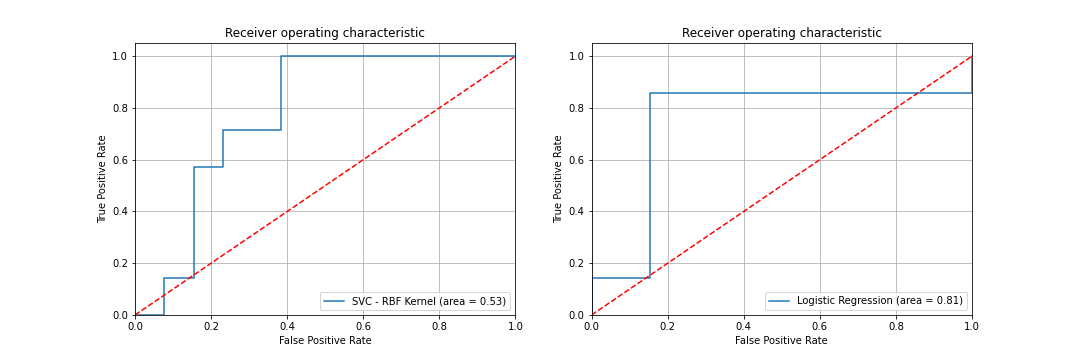 Receiver operating characteristic
1.0
0.8
0.6
0.4
0.2
0.0
True Positive Rate
SVC - RBF Kernel (area = 0.53)
0.0 0.2 0.4 0.6 0.8 1.0
False Positive Rate
Receiver operating characteristic
1.0
0.8
0.6
0.4
0.2
0.0
True Positive Rate
Logistic Regression (area = 0.81)
0.0 0.2 0.4 0.6 0.8 1.0
False Positive Rate